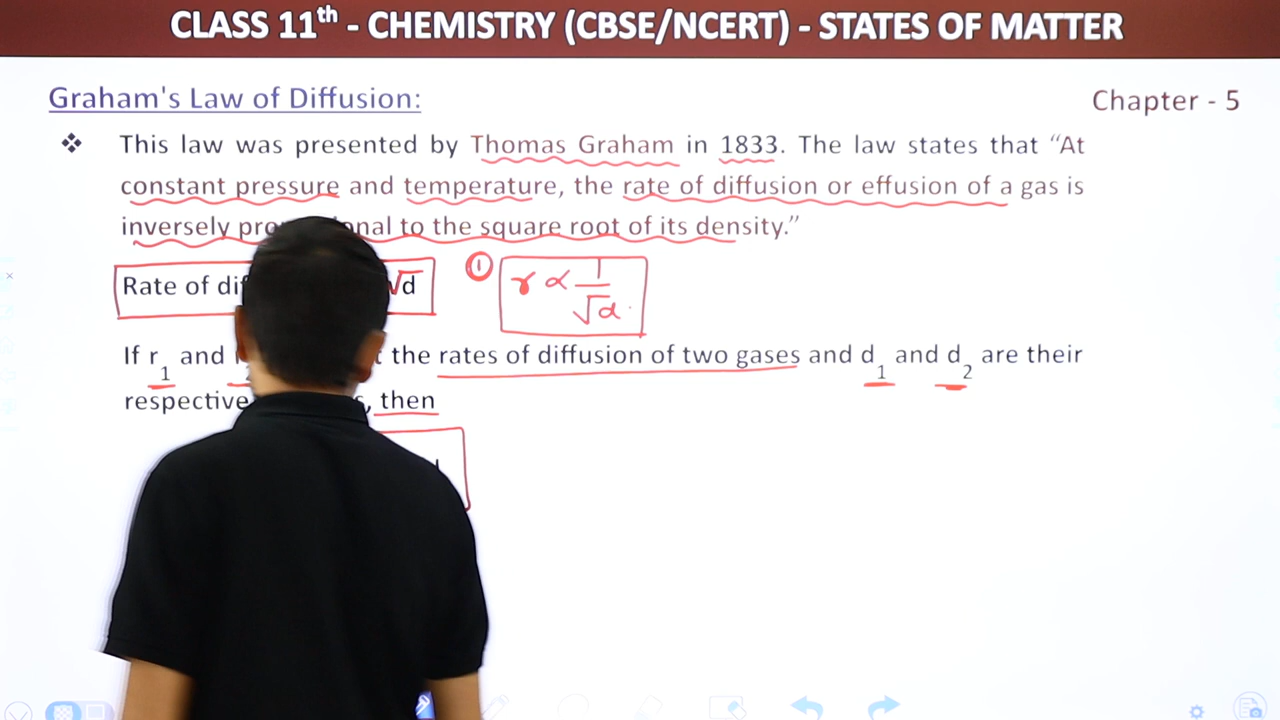 CLASS 11th - CHEMISTRY (CBSE/NCERT) - STATES OF MATTER
Graham's Law of Diffusion:
Chapter - 5
❖ This law was presented by Thomas Graham in 1833. The law states that “At
constant pressure and temperature, the rate of diffusion or effusion of a gas is
inversely onal to the square root of its density.”
Rate of √d
① r ∝ 1/√d
If r1 and the rates of diffusion of two gases and d1 and d2 are their
respective , then